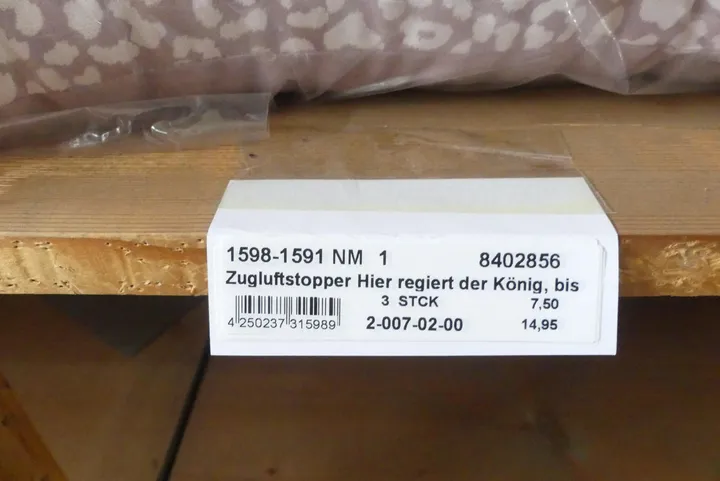 1598-1591 NM 1 8402856
Zugluftstopper Hier regiert der König, bis
3 STCK 7,50
4 250237 315989 2-007-02-00 14,95